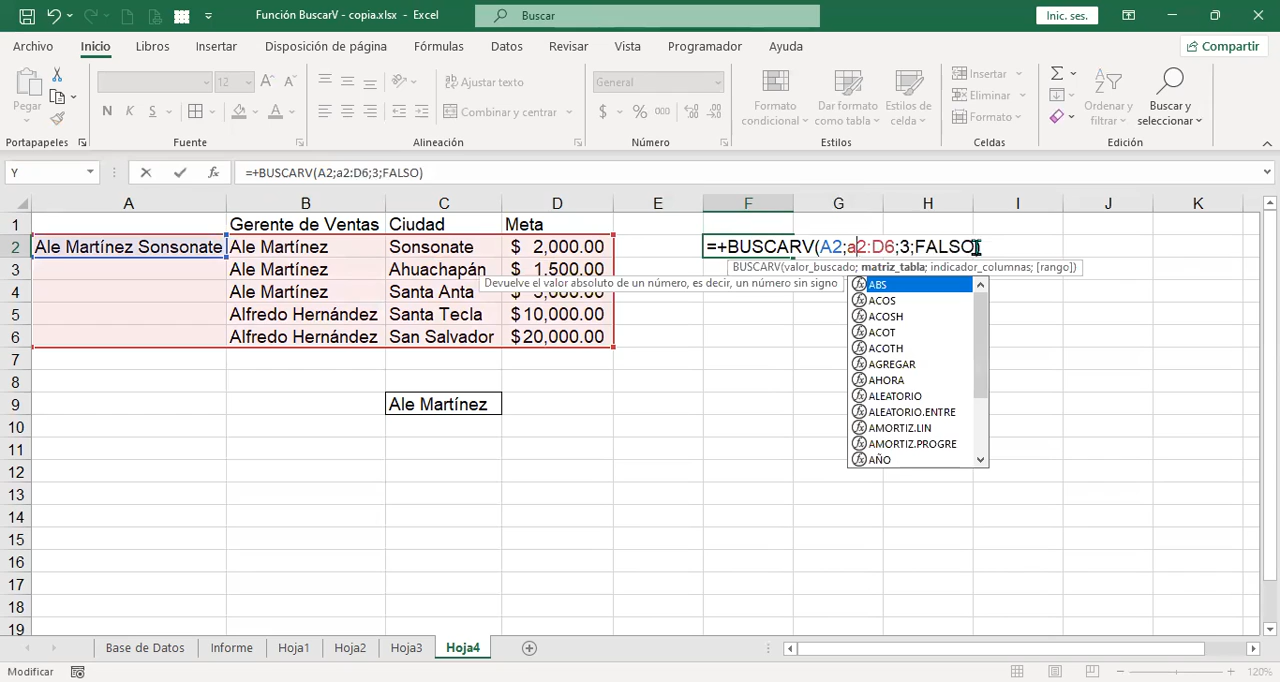 Función BuscarV - copia.xlsx - Excel
Buscar
Inic. ses.
Archivo Inicio Libros Insertar Disposición de página Fórmulas Datos Revisar Vista Programador Ayuda Compartir
Pegar
12
N K S
Ajustar texto
Combinar y centrar
General
$ % 000
Formato condicional
Dar formato como tabla
Estilos de celda
Insertar
Eliminar
Formato
Ordenar y filtrar
Buscar y seleccionar
Portapapeles Fuente Alineación Número Estilos Celdas Edición
Y fx =+BUSCARV(A2;a2:D6;3;FALSO)
A B C D E F G H I J K
1 Gerente de Ventas Ciudad Meta
2 Ale Martínez Sonsonate Ale Martínez Sonsonate $ 2,000.00 =+BUSCARV(A2;a2:D6;3;FALSO)
BUSCARV(valor_buscado; matriz_tabla; indicador_columnas; [rango])
3 Ale Martínez Ahuachapán $ 1,500.00
Devuelve el valor absoluto de un número, es decir, un número sin signo
4 Ale Martínez Santa Anta
5 Alfredo Hernández Santa Tecla $10,000.00
6 Alfredo Hernández San Salvador $20,000.00
ABS
ACOS
ACOSH
ACOT
ACOTH
AGREGAR
AHORA
ALEATORIO
ALEATORIO.ENTRE
AMORTIZ.LIN
AMORTIZ.PROGRE
AÑO
7
8
9 Ale Martínez
10
11
12
13
14
15
16
17
18
19
Base de Datos Informe Hoja1 Hoja2 Hoja3 Hoja4
Modificar 120%